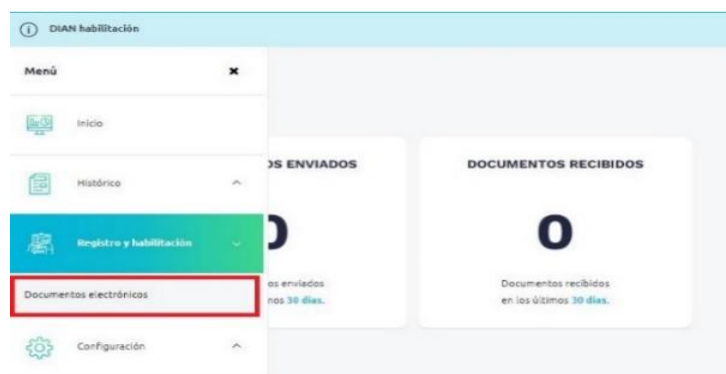 DIAN habilitación
Menú
Inicio
Histórico
Registro y habilitación
Documentos electrónicos
Configuración
OS ENVIADOS
0
os enviados
nos 30 días.
DOCUMENTOS RECIBIDOS
0
Documentos recibidos
en los últimos 30 días.